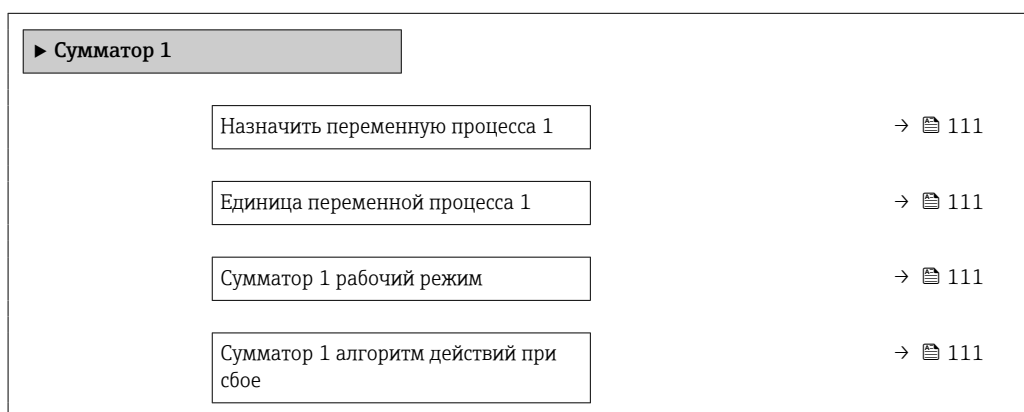 ▶ Сумматор 1
Назначить переменную процесса 1 → 111
Единица переменной процесса 1 → 111
Сумматор 1 рабочий режим → 111
Сумматор 1 алгоритм действий при → 111
сбое